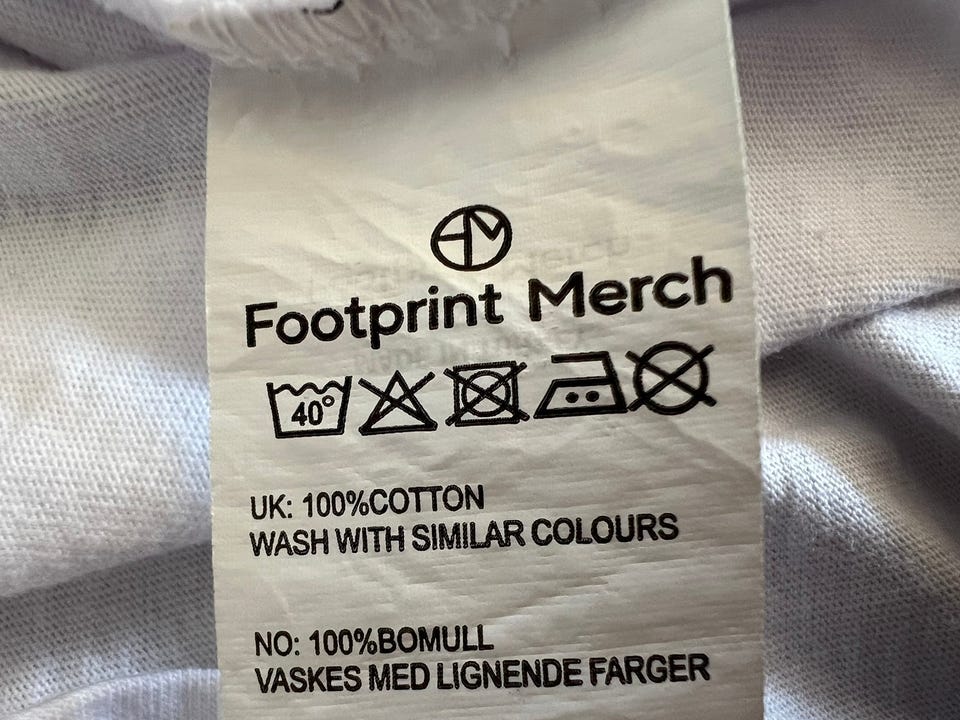 Footprint Merch
40°
UK: 100%COTTON
WASH WITH SIMILAR COLOURS
NO: 100%BOMULL
VASKES MED LIGNENDE FARGER